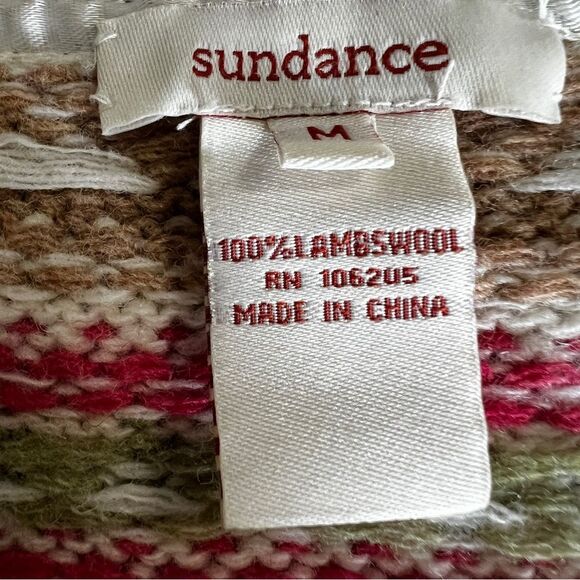 sundance
M
100% LAMBSWOOL
RN 106205
MADE IN CHINA